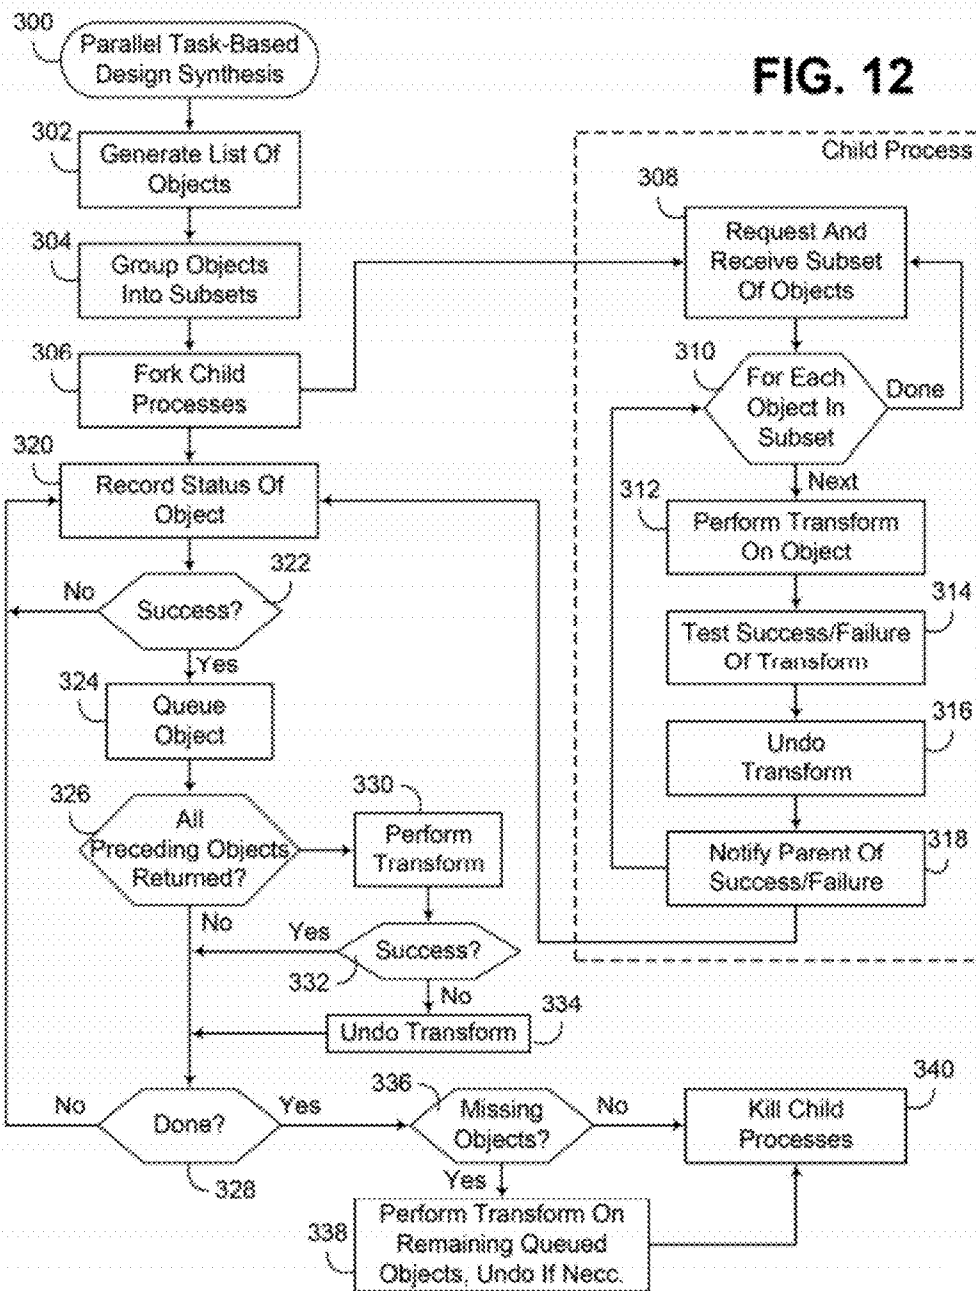 FIG. 12
300
Parallel Task-Based
Design Synthesis
302
Generate List Of
Objects
304
Group Objects
Into Subsets
306
Fork Child
Processes
Child Process
308
Request And
Receive Subset
Of Objects
310
For Each
Object In
Subset
Done
Next
312
Perform Transform
On Object
314
Test Success/Failure
Of Transform
316
Undo
Transform
318
Notify Parent Of
Success/Failure
320
Record Status Of
Object
322
Success?
No
Yes
324
Queue
Object
326
All
Preceding Objects
Returned?
No
330
Perform
Transform
332
Success?
Yes
No
334
Undo Transform
328
Done?
No
Yes
336
Missing
Objects?
No
Yes
338
Perform Transform On
Remaining Queued
Objects, Undo If Necc.
340
Kill Child
Processes